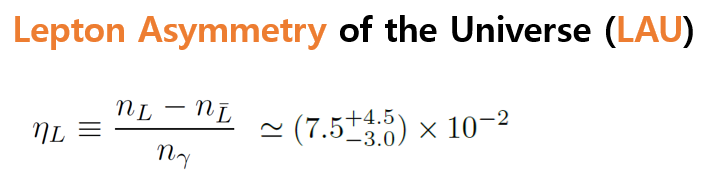 Lepton Asymmetry of the Universe (LAU)
η_L ≡ (n_L − n_L̄) / n_γ ≃ (7.5^{+4.5}_{−3.0}) × 10^{−2}